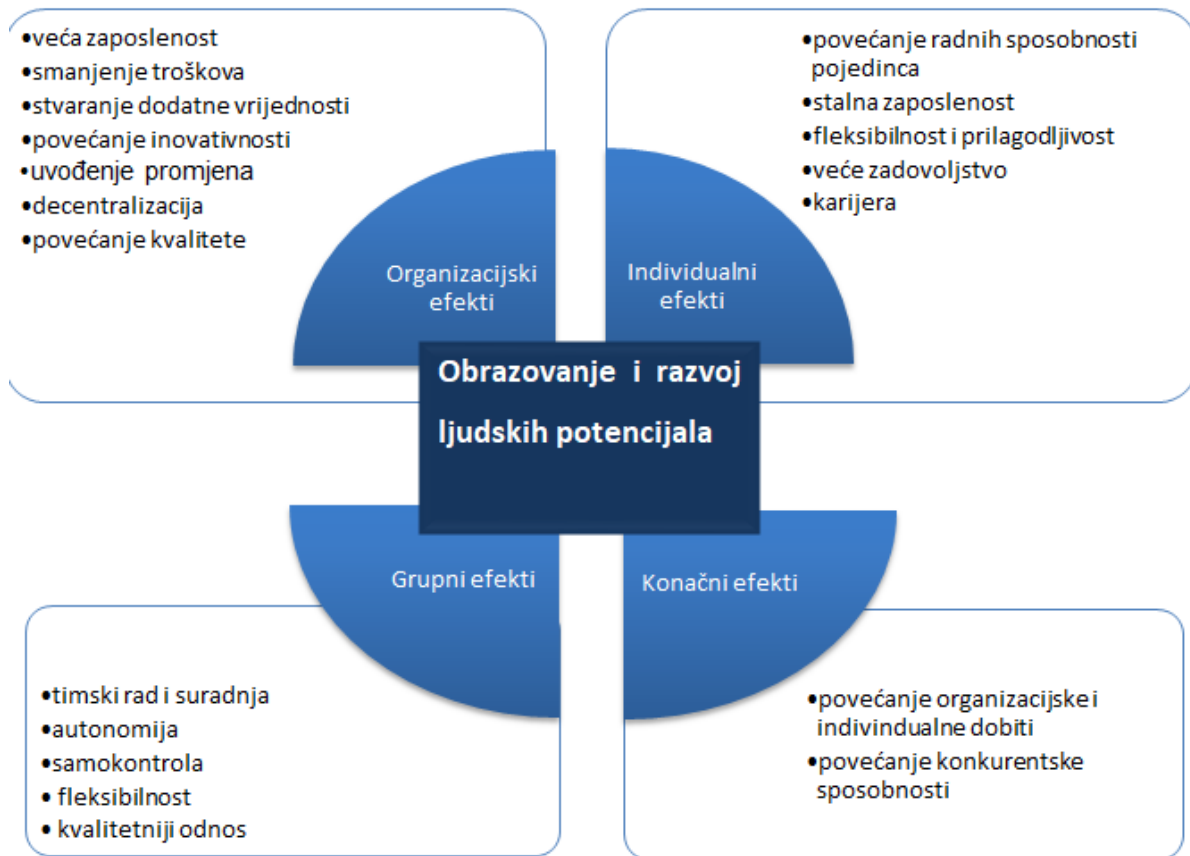 •veća zaposlenost
•smanjenje troškova
•stvaranje dodatne vrijednosti
•povećanje inovativnosti
•uvođenje promjena
•decentralizacija
•povećanje kvalitete
•povećanje radnih sposobnosti
pojedinca
•stalna zaposlenost
•fleksibilnost i prilagodljivost
•veće zadovoljstvo
•karijera
Organizacijski
efekti
Individualni
efekti
Obrazovanje i razvoj
ljudskih potencijala
Grupni efekti
Konačni efekti
•timski rad i suradnja
•autonomija
•samokontrola
• fleksibilnost
• kvalitetniji odnos
•povećanje organizacijske i
indivindualne dobiti
•povećanje konkurentske
sposobnosti